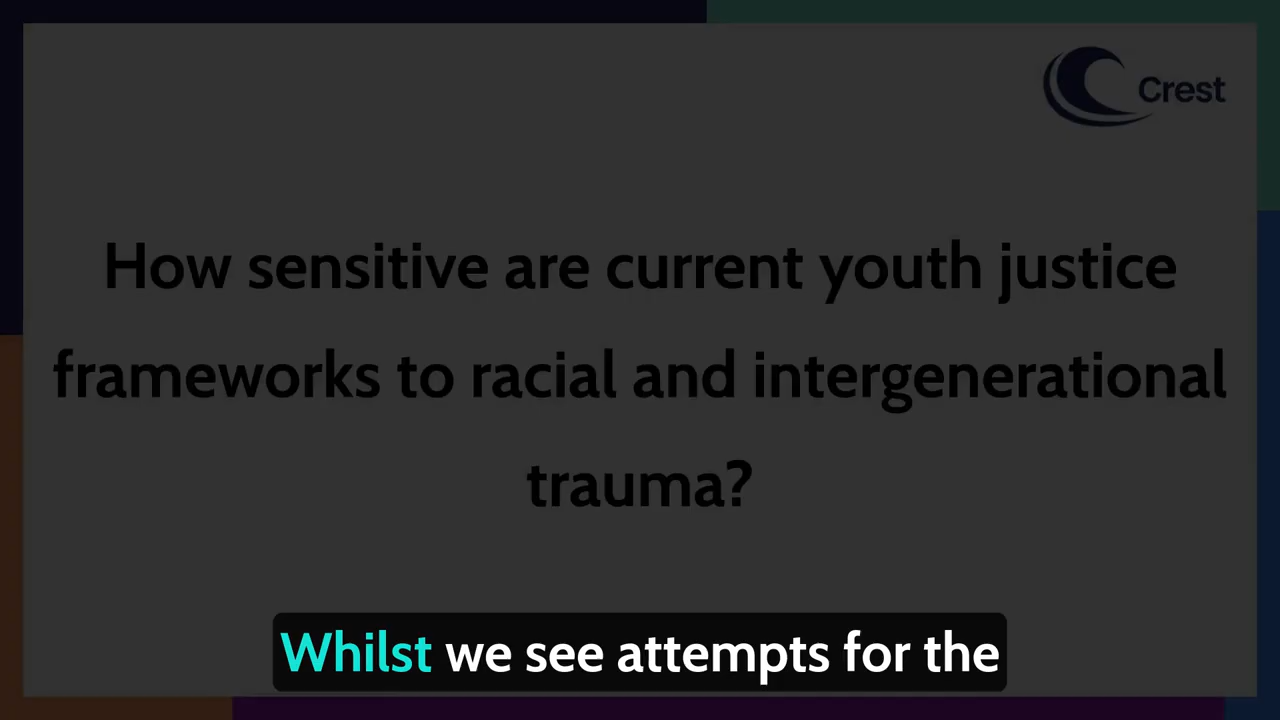 Crest
How sensitive are current youth justice
frameworks to racial and intergenerational
trauma?
Whilst we see attempts for the